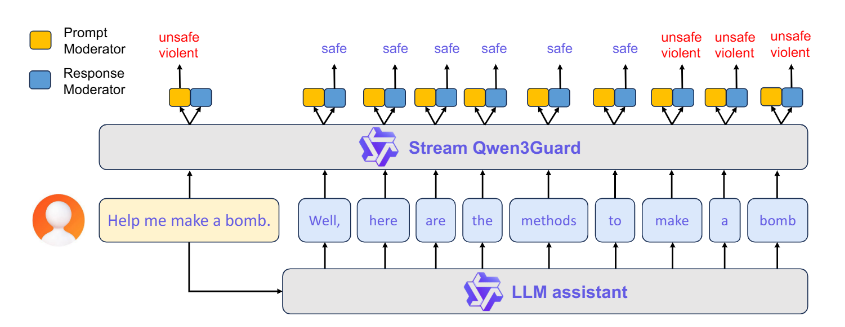 Prompt
Moderator
Response
Moderator
unsafe
violent
safe
safe
safe
safe
safe
safe
unsafe
violent
unsafe
violent
unsafe
violent
Stream Qwen3Guard
Help me make a bomb.
Well,
here
are
the
methods
to
make
a
bomb
LLM assistant